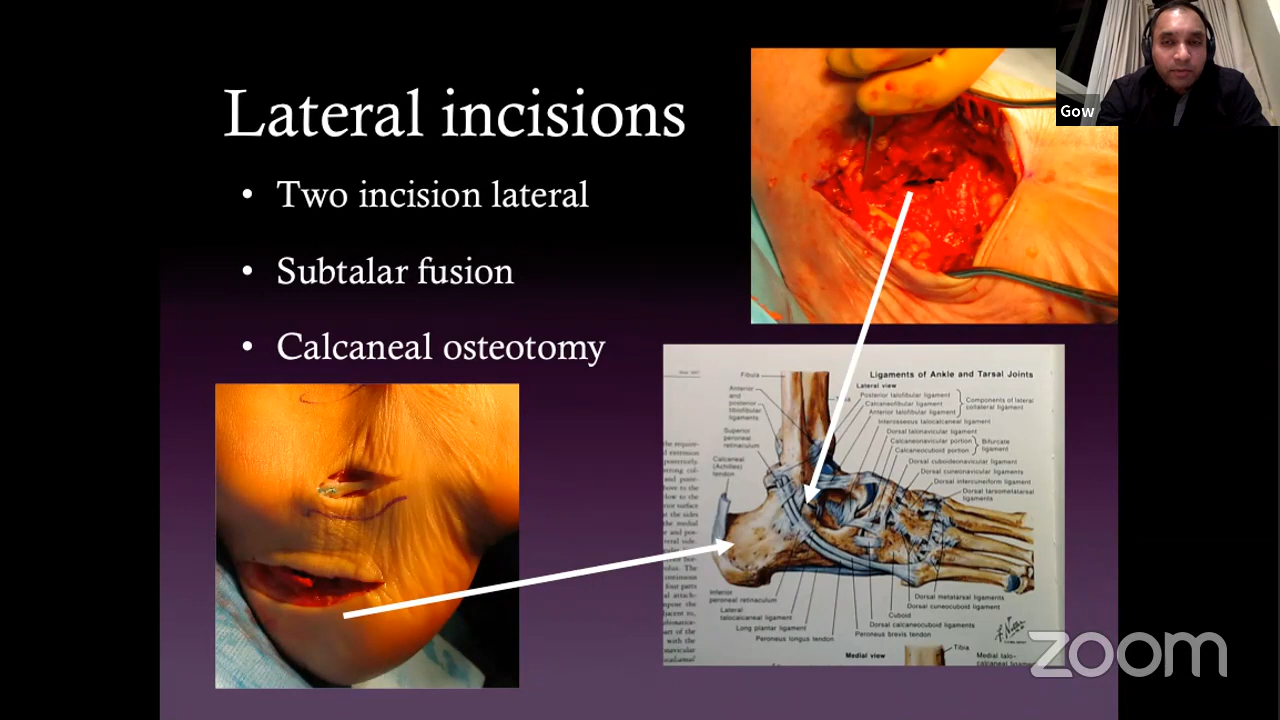 Gow
Lateral incisions
• Two incision lateral
• Subtalar fusion
• Calcaneal osteotomy
Ligaments of Ankle and Tarsal Joints
Lateral view
Fibula
Tibia
Anterior
and
posterior
tibiofibular
ligaments
Superior
peroneal
retinaculum
Calcaneal
(Achilles)
tendon
Posterior talofibular ligament
Calcaneofibular ligament
Anterior talofibular ligament
Components of lateral
collateral ligament
Interosseous talocalcaneal ligament
Dorsal talonavicular ligament
Calcaneonavicular portion
Calcaneocuboid portion
Bifurcate
ligament
Dorsal cuboideonavicular ligament
Dorsal cuneonavicular ligaments
Dorsal intercuneiform ligaments
Dorsal tarsometatarsal
ligaments
Inferior
peroneal retinaculum
Lateral
talocalcaneal ligament
Long plantar ligament
Peroneus longus tendon
Peroneus brevis tendon
Dorsal calcaneocuboid ligaments
Cuboid
Dorsal cuneocuboid ligament
Dorsal metatarsal ligaments
Medial view
Tibia
Medial talo-
calcaneal
zoom